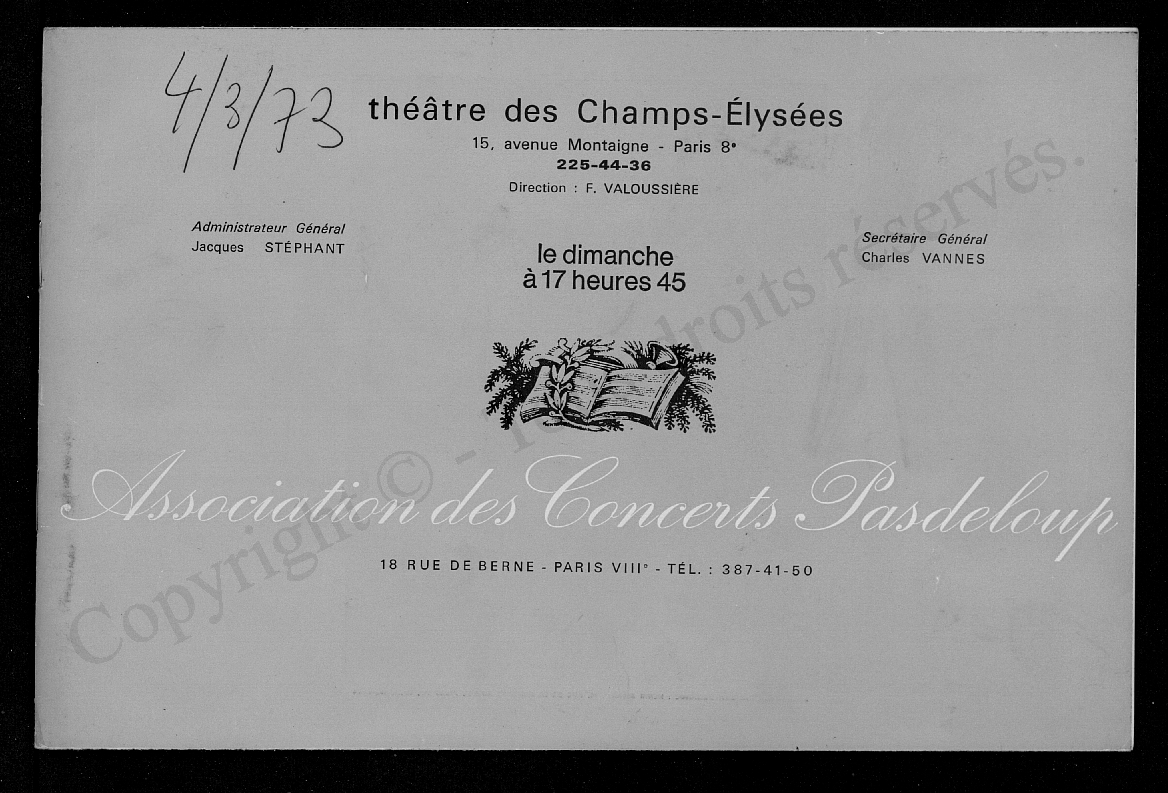 4/3/73
théâtre des Champs-Élysées
15, avenue Montaigne - Paris 8e
225-44-36
Direction : F. VALOUSSIÈRE
Administrateur Général
Jacques STÉPHANT
le dimanche
à 17 heures 45
Secrétaire Général
Charles VANNES
Association des Concerts Pasdeloup
18 RUE DE BERNE - PARIS VIII° - TÉL. : 387-41-50
Copyright © - droits réservés.